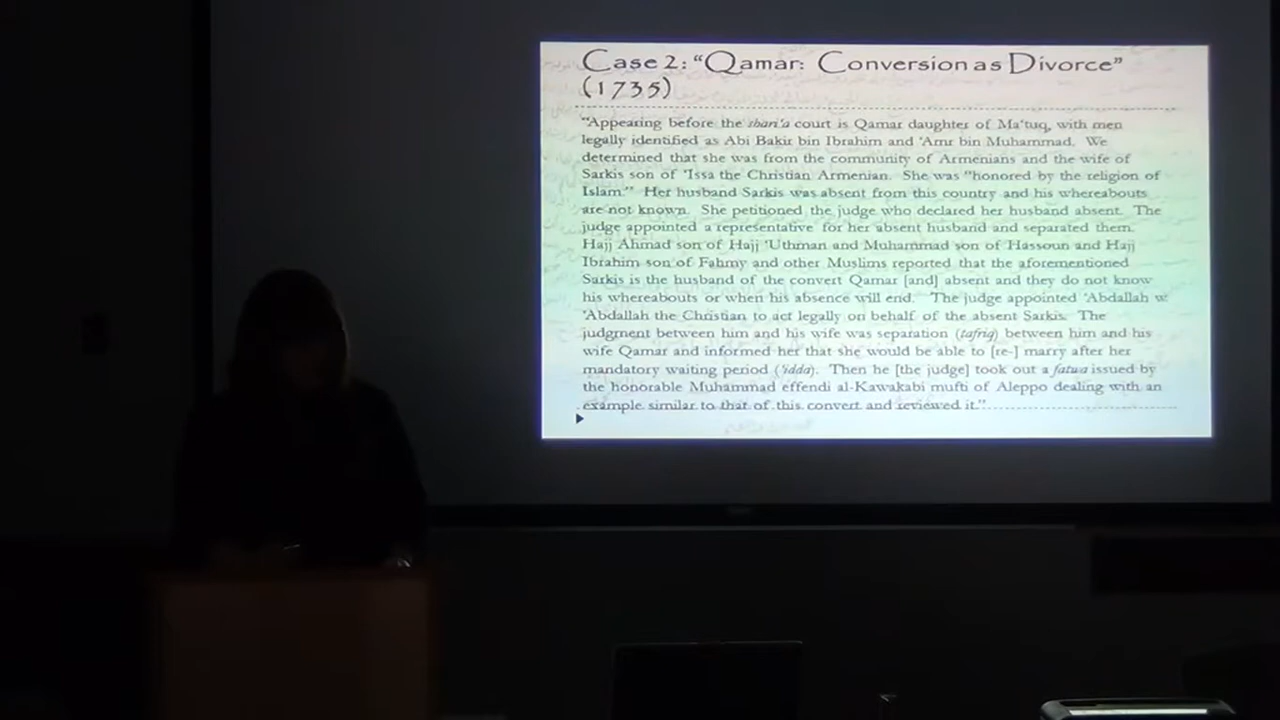 Case 2: “Qamar: Conversion as Divorce”
(1735)
“Appearing before the shari‘a court is Qamar daughter of Ma‘tuq, with men
legally identified as Abi Bakir bin Ibrahim and ‘Amr bin Muhammad. We
determined that she was from the community of Armenians and the wife of
Sarkis son of ‘Issa the Christian Armenian. She was “honored by the religion of
Islam.” Her husband Sarkis was absent from this country and his whereabouts
are not known. She petitioned the judge who declared her husband absent. The
judge appointed a representative for her absent husband and separated them.
Hajj Ahmad son of Hajj ‘Uthman and Muhammad son of Hassoun and Hajj
Ibrahim son of Fahmy and other Muslims reported that the aforementioned
Sarkis is the husband of the convert Qamar [and] absent and they do not know
his whereabouts or when his absence will end. The judge appointed ‘Abdallah w.
‘Abdallah the Christian to act legally on behalf of the absent Sarkis. The
judgment between him and his wife was separation (tafriq) between him and his
wife Qamar and informed her that she would be able to [re-] marry after her
mandatory waiting period (‘idda). Then he [the judge] took out a fatwa issued by
the honorable Muhammad effendi al-Kawakabi mufti of Aleppo dealing with an
example similar to that of this convert and reviewed it.”